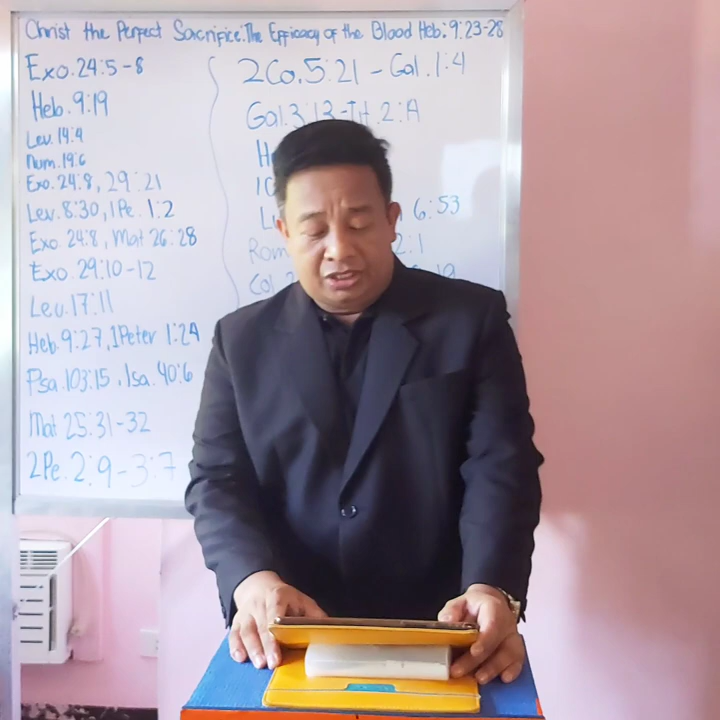 Christ the Perfect Sacrifice: The Efficacy of the Blood Heb: 9:23-28
Exo. 24:5-8
Heb. 9:19
Lev. 14:4
Num. 19:6
Exo. 24:8, 29:21
Lev. 8:30, 1Pe. 1:2
Exo. 24:8, Mat 26:28
Exo. 29:10-12
Lev. 17:11
Heb. 9:27, 1Peter 1:24
Psa. 103:15, Isa. 40:6
Mat 25:31-32
2Pe. 2:9-3:7
2Co. 5:21 - Gal. 1:4
Gal. 3:13-Tit. 2:
6:53
Rom 2:1
Col